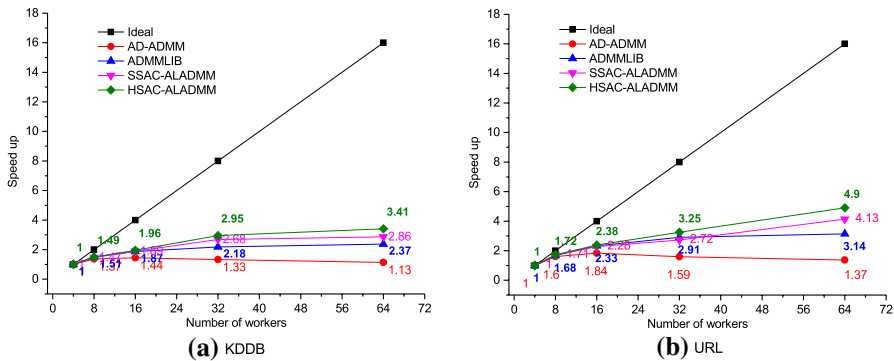 18
16
14
12
10
8
6
4
2
0
Speed up
Ideal
AD-ADMM
ADMMLIB
SSAC-ALADMM
HSAC-ALADMM
1
1.49
1.96
2.95
3.41
2.68
2.86
1.87
2.18
2.37
1
1.44
1.33
1.13
0 8 16 24 32 40 48 56 64 72
Number of workers
(a) KDDB
18
16
14
12
10
8
6
4
2
0
Speed up
Ideal
AD-ADMM
ADMMLIB
SSAC-ALADMM
HSAC-ALADMM
1
1.72
2.38
3.25
4.9
1.71
2.72
4.13
1
1.68
2.33
2.91
3.14
1
1.6
1.84
1.59
1.37
0 8 16 24 32 40 48 56 64 72
Number of workers
(b) URL